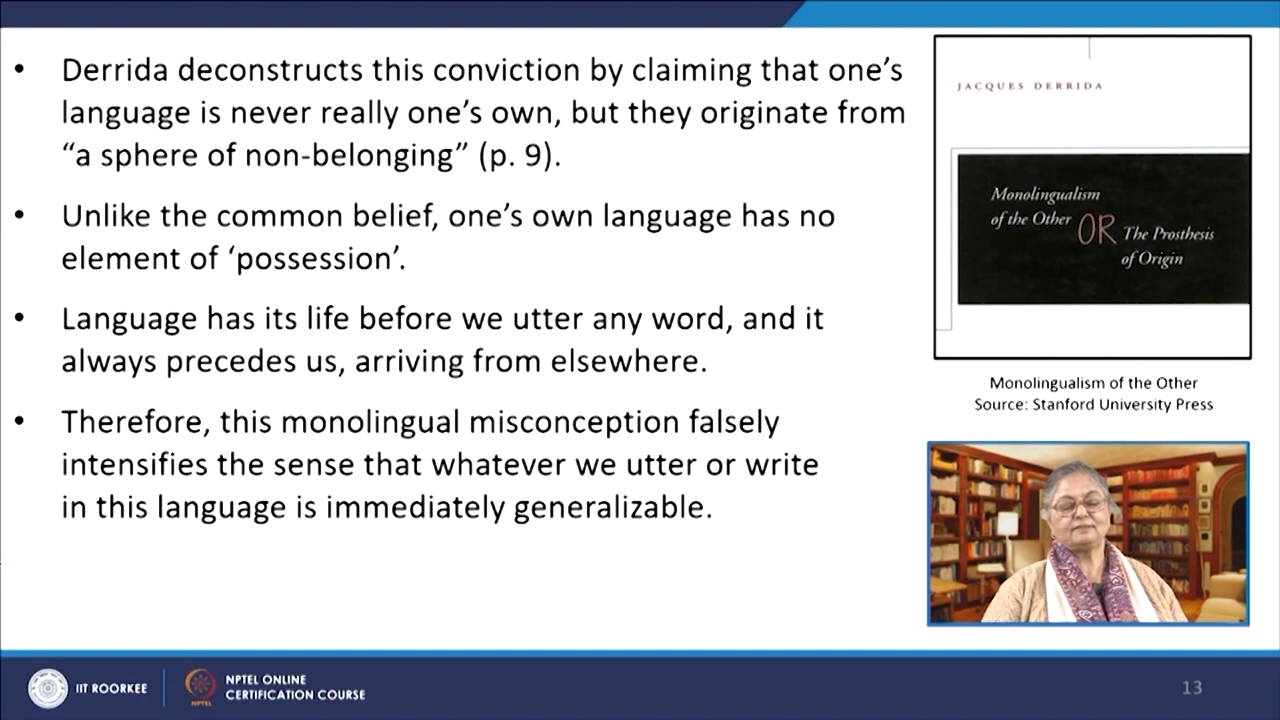 • Derrida deconstructs this conviction by claiming that one’s
language is never really one’s own, but they originate from
“a sphere of non-belonging” (p. 9).
• Unlike the common belief, one’s own language has no
element of ‘possession’.
• Language has its life before we utter any word, and it
always precedes us, arriving from elsewhere.
• Therefore, this monolingual misconception falsely
intensifies the sense that whatever we utter or write
in this language is immediately generalizable.
JACQUES DERRIDA
Monolingualism
of the Other OR The Prosthesis
of Origin
Monolingualism of the Other
Source: Stanford University Press
IIT ROORKEE
NPTEL
NPTEL ONLINE
CERTIFICATION COURSE
13